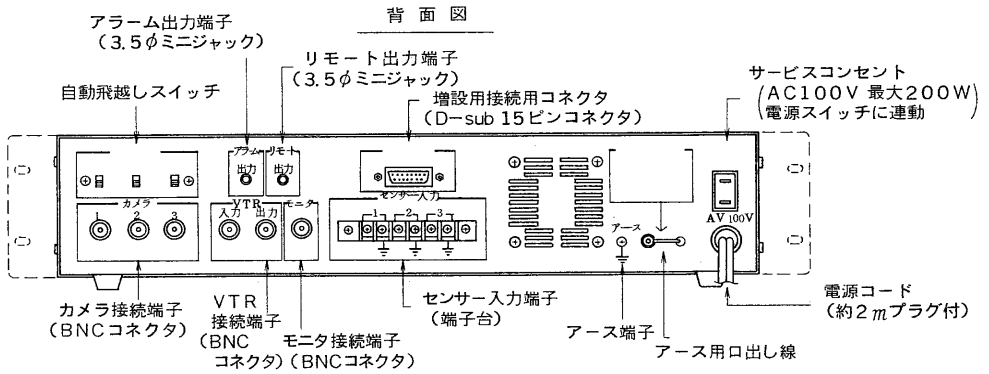 背面図
アラーム出力端子
(3.5φミニジャック)
リモート出力端子
(3.5φミニジャック)
自動飛越しスイッチ
増設用接続用コネクタ
(D-sub 15ピンコネクタ)
サービスコンセント
(AC100V 最大200W)
電源スイッチに連動
アラーム リモート
出力 出力
カメラ
1 2 3
VTR
入力 出力
モニタ
センサー入力
1 2 3
アース
AV 100V
カメラ接続端子
(BNCコネクタ)
VTR
接続端子
(BNC
コネクタ)
モニタ接続端子
(BNCコネクタ)
センサー入力端子
(端子台)
アース端子
アース用口出し線
電源コード
(約2mプラグ付)